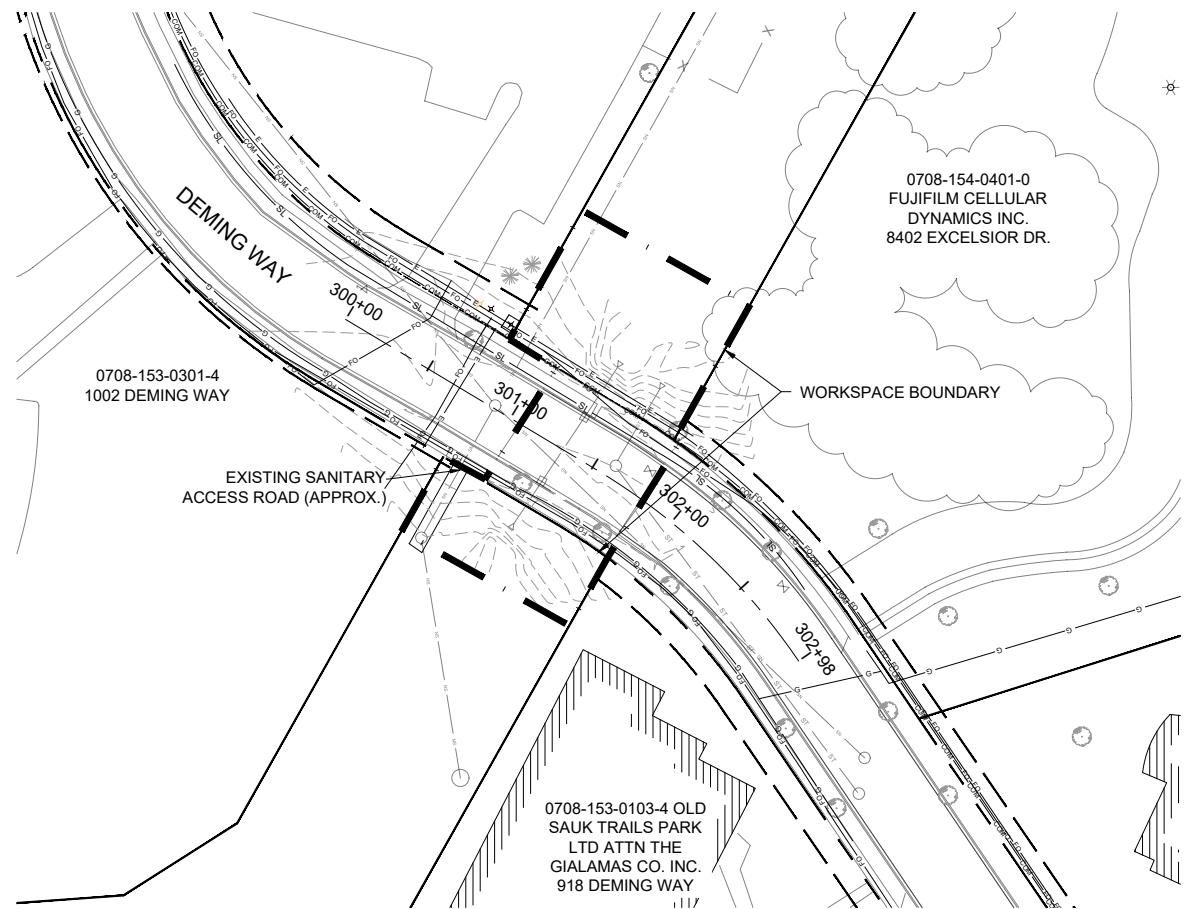 0708-154-0401-0
FUJIFILM CELLULAR
DYNAMICS INC.
8402 EXCELSIOR DR.
DEMING WAY
300+00
0708-153-0301-4
1002 DEMING WAY
301+00
WORKSPACE BOUNDARY
EXISTING SANITARY
ACCESS ROAD (APPROX.)
302+00
302+98
0708-153-0103-4 OLD
SAUK TRAILS PARK
LTD ATTN THE
GIALAMAS CO. INC.
918 DEMING WAY